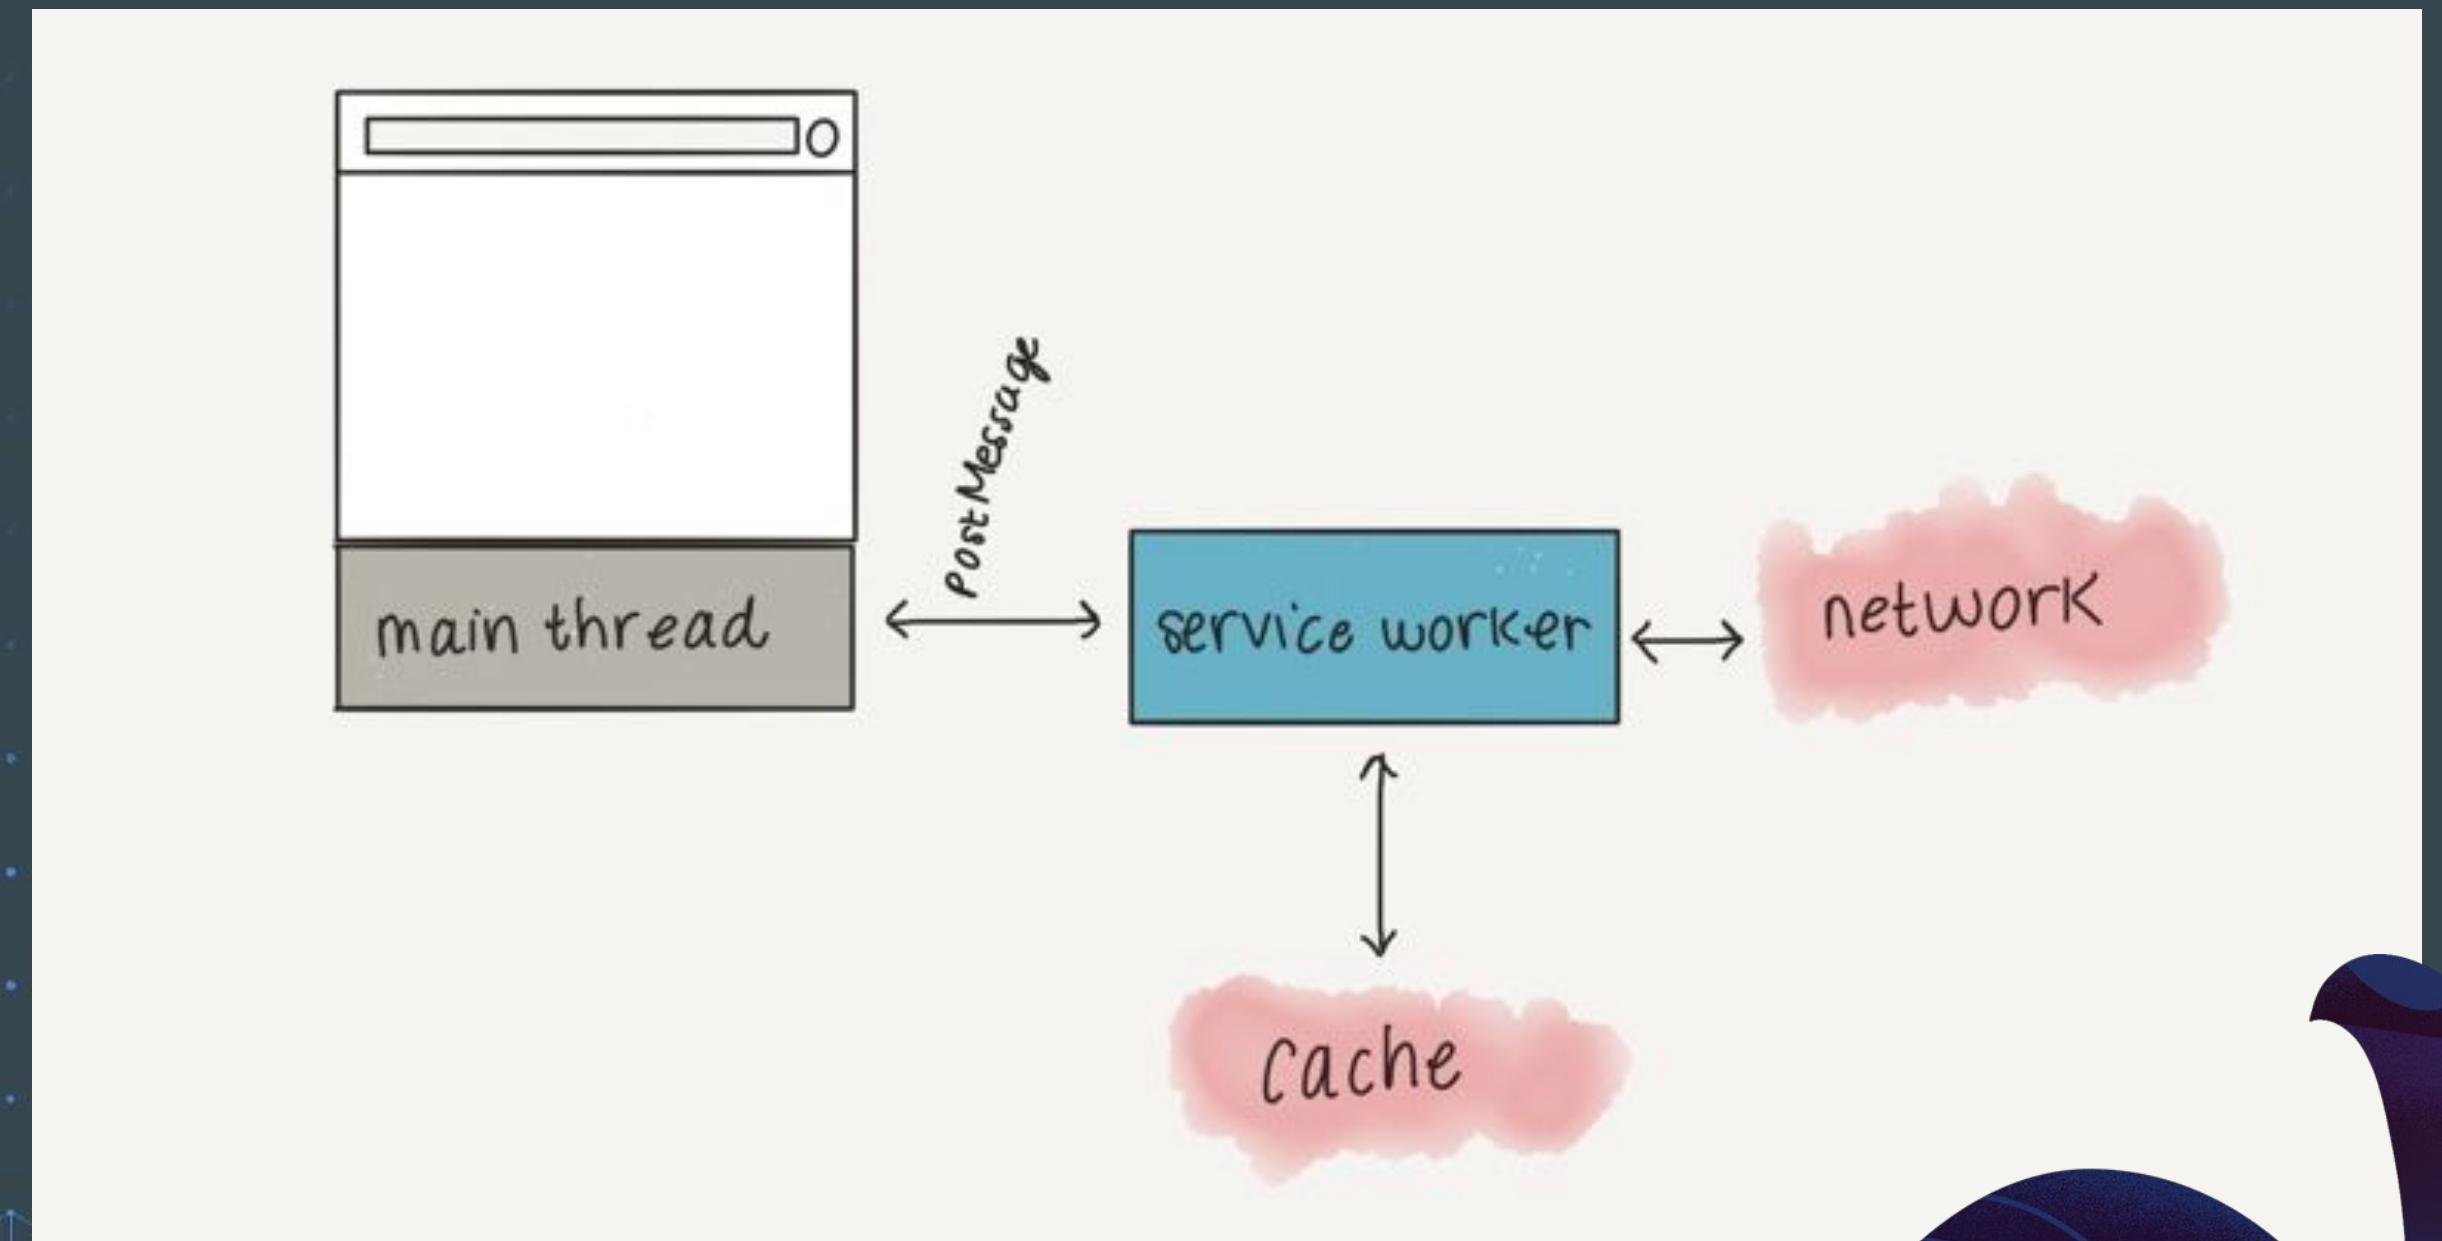 PostMessage
main thread
service worker
network
cache